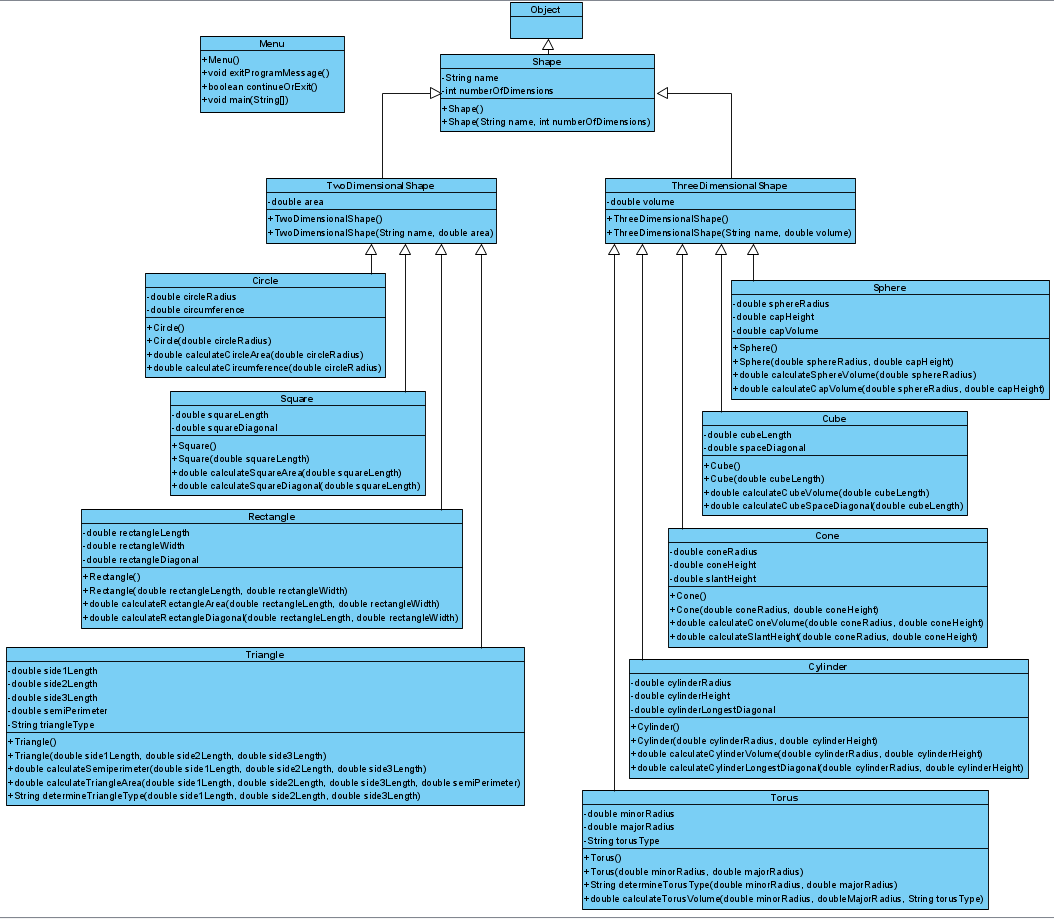 Object
Menu
+Menu()
+void exitProgramMessage()
+boolean continueOrExit()
+void main(String[])
Shape
-String name
-int numberOfDimensions
+Shape()
+Shape(String name, int numberOfDimensions)
TwoDimensionalShape
-double area
+TwoDimensionalShape()
+TwoDimensionalShape(String name, double area)
ThreeDimensionalShape
-double volume
+ThreeDimensionalShape()
+ThreeDimensionalShape(String name, double volume)
Circle
-double circleRadius
-double circumference
+Circle()
+Circle(double circleRadius)
+double calculateCircleArea(double circleRadius)
+double calculateCircumference(double circleRadius)
Sphere
-double sphereRadius
-double capHeight
-double capVolume
+Sphere()
+Sphere(double sphereRadius, double capHeight)
+double calculateSphereVolume(double sphereRadius)
+double calculateCapVolume(double sphereRadius, double capHeight)
Square
-double squareLength
-double squareDiagonal
+Square()
+Square(double squareLength)
+double calculateSquareArea(double squareLength)
+double calculateSquareDiagonal(double squareLength)
Cube
-double cubeLength
-double spaceDiagonal
+Cube()
+Cube(double cubeLength)
+double calculateCubeVolume(double cubeLength)
+double calculateCubeSpaceDiagonal(double cubeLength)
Rectangle
-double rectangleLength
-double rectangleWidth
-double rectangleDiagonal
+Rectangle()
+Rectangle(double rectangleLength, double rectangleWidth)
+double calculateRectangleArea(double rectangleLength, double rectangleWidth)
+double calculateRectangleDiagonal(double rectangleLength, double rectangleWidth)
Cone
-double coneRadius
-double coneHeight
-double slantHeight
+Cone()
+Cone(double coneRadius, double coneHeight)
+double calculateConeVolume(double coneRadius, double coneHeight)
+double calculateSlantHeight(double coneRadius, double coneHeight)
Triangle
-double side1Length
-double side2Length
-double side3Length
-double semiPerimeter
-String triangleType
+Triangle()
+Triangle(double side1Length, double side2Length, double side3Length)
+double calculateSemiperimeter(double side1Length, double side2Length, double side3Length)
+double calculateTriangleArea(double side1Length, double side2Length, double side3Length, double semiPerimeter)
+String determineTriangleType(double side1Length, double side2Length, double side3Length)
Cylinder
-double cylinderRadius
-double cylinderHeight
-double cylinderLongestDiagonal
+Cylinder()
+Cylinder(double cylinderRadius, double cylinderHeight)
+double calculateCylinderVolume(double cylinderRadius, double cylinderHeight)
+double calculateCylinderLongestDiagonal(double cylinderRadius, double cylinderHeight)
Torus
-double minorRadius
-double majorRadius
-String torusType
+Torus()
+Torus(double minorRadius, double majorRadius)
+String determineTorusType(double minorRadius, double majorRadius)
+double calculateTorusVolume(double minorRadius, doubleMajorRadius, String torusType)